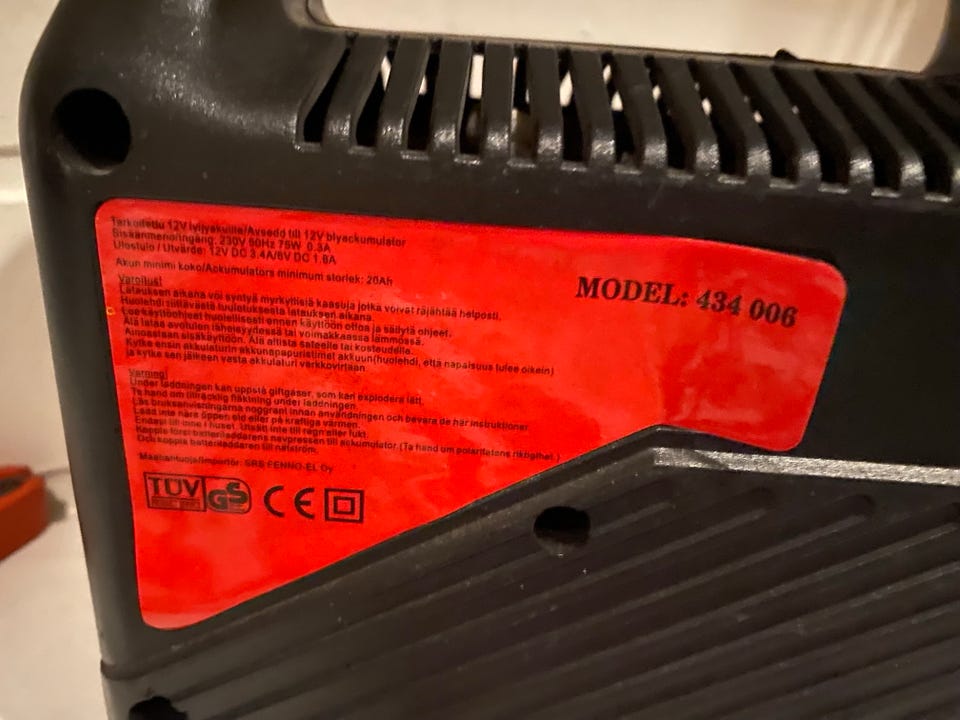 Tarkoitettu 12V lyijyakuille/Avsedd till 12V blyackumulator
Sisäänmeno/Ingång: 230V 50Hz 75W 0.3A
Ulostulo / Utvärde: 12V DC 3.4A/6V DC 1.8A
Akun minimi koko/Ackumulators minimum storlek: 20Ah
MODEL: 434 006
Varoitus!
Latauksen aikana voi syntyä myrkyllisiä kaasuja jotka voivat räjähtää helposti.
Huolehdi riittävästä tuuletuksesta latauksen aikana.
Lue käyttöohjeet huolellisesti ennen käyttöön ottoa ja säilytä ohjeet.
Älä lataa avotulen läheisyydessä tai voimakkaassa lämmössä.
Ainoastaan sisäkäyttöön. Älä altista sateelle tai kosteudelle.
Kytke ensin akkulaturin akkunapapuristimet akkuun(huolehdi, että napaisuus tulee oikein)
ja kytke sen jälkeen vasta akkulaturi verkkovirtaan.
Varning!
Under laddningen kan uppstå giftgaser, som kan explodera lätt.
Ta hand om tillräcklig fläktning under laddningen.
Läs bruksanvisningarna noggrant innan användningen och bevara de här instruktioner.
Ladd inte nära öppen eld eller på kraftiga värmen.
Endast till inne i huset. Utsätt inte till regn eller fukt.
Koppla först batteriladdarens navpressen till ackumulator (Ta hand om polaritetens riktighet.)
Och koppla batteriladdaren till nätström.
Maahantuoja/Importör: SRS FENNO-EL Oy
TÜV GS CE